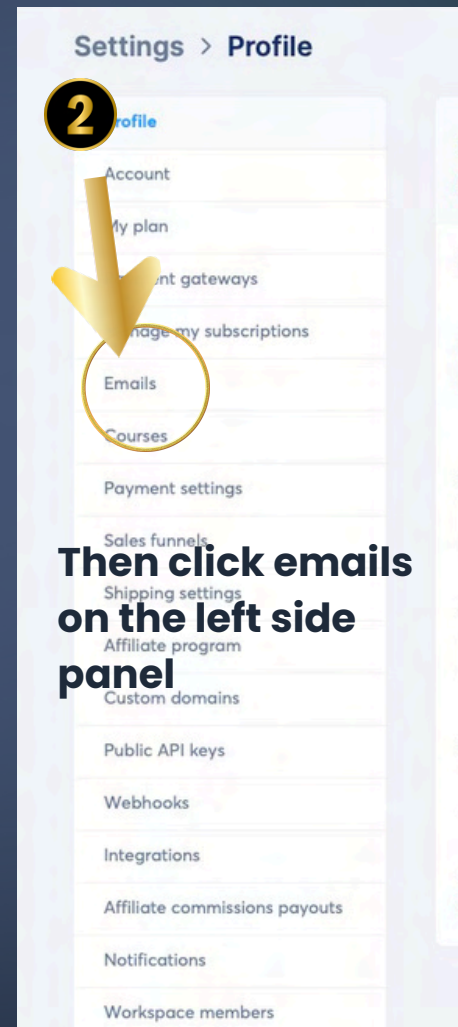 Settings > Profile
2
rofile
Account
My plan
ent gateways
nage my subscriptions
Emails
Courses
Payment settings
Sales funnels
Then click emails
Shipping settings
on the left side
Affiliate program
panel
Custom domains
Public API keys
Webhooks
Integrations
Affiliate commissions payouts
Notifications
Workspace members